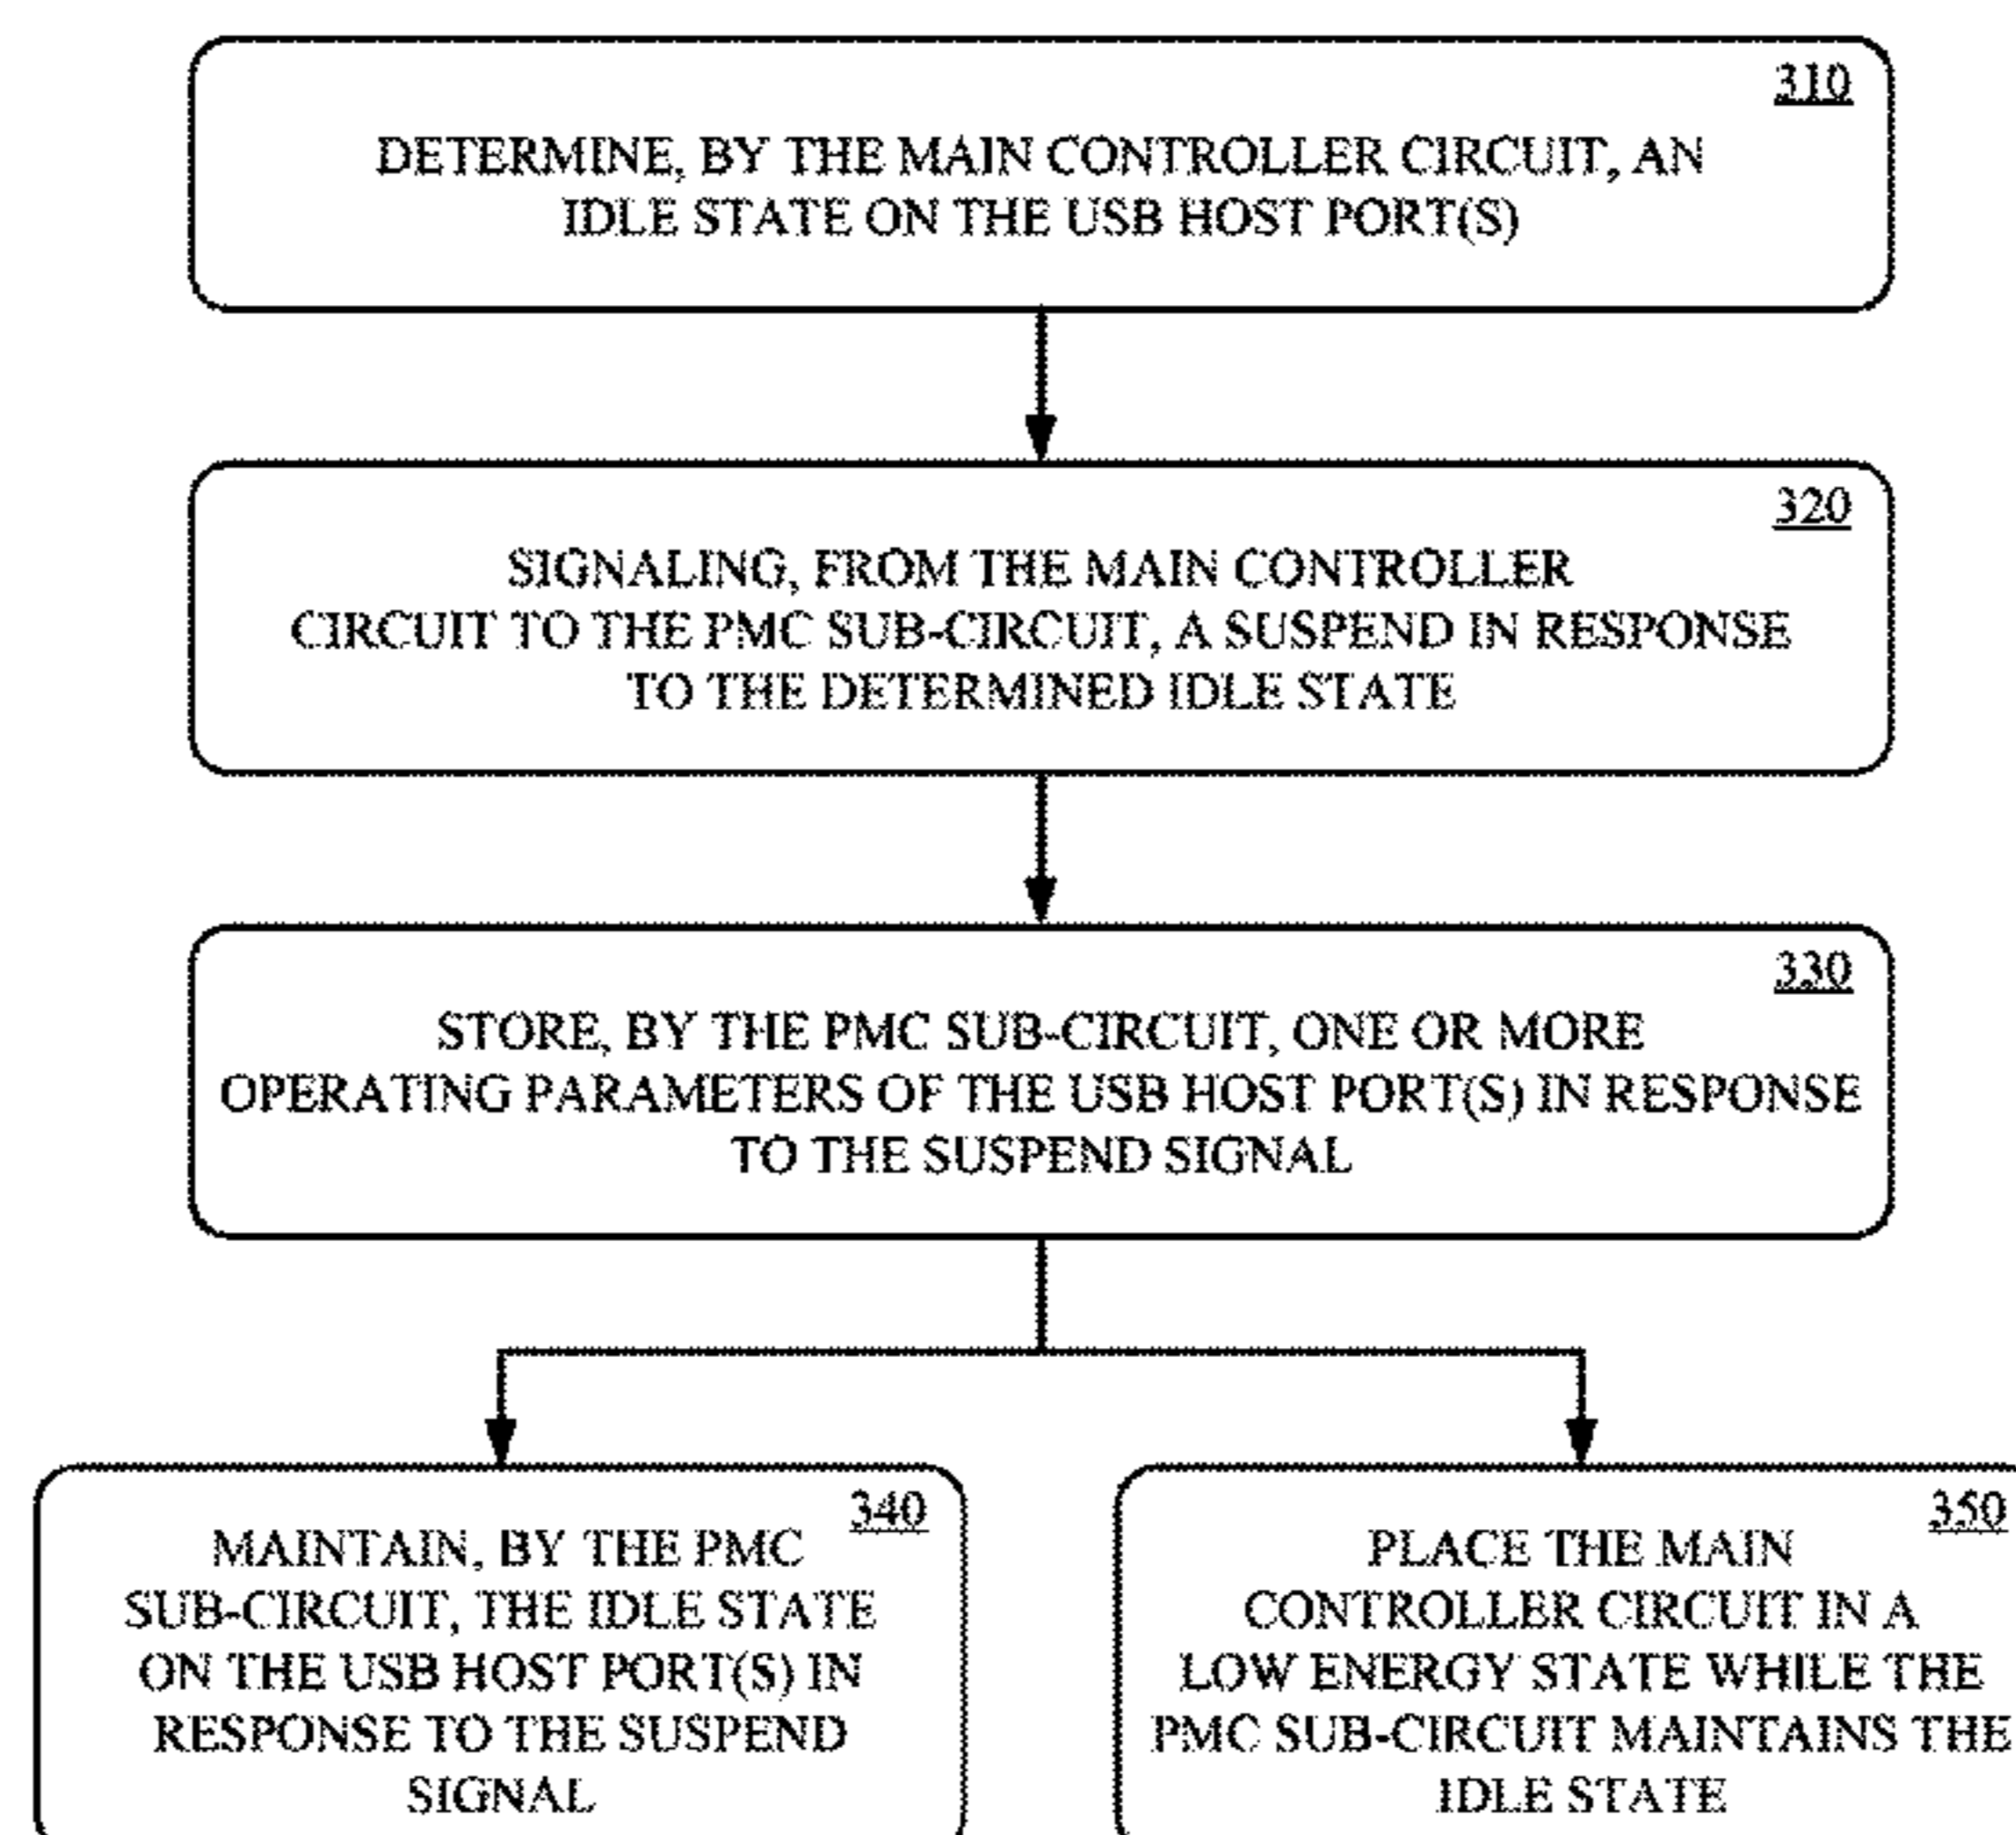 310
DETERMINE, BY THE MAIN CONTROLLER CIRCUIT, AN
IDLE STATE ON THE USB HOST PORT(S)
320
SIGNALING, FROM THE MAIN CONTROLLER
CIRCUIT TO THE PMC SUB-CIRCUIT, A SUSPEND IN RESPONSE
TO THE DETERMINED IDLE STATE
330
STORE, BY THE PMC SUB-CIRCUIT, ONE OR MORE
OPERATING PARAMETERS OF THE USB HOST PORT(S) IN RESPONSE
TO THE SUSPEND SIGNAL
340
MAINTAIN, BY THE PMC
SUB-CIRCUIT, THE IDLE STATE
ON THE USB HOST PORT(S) IN
RESPONSE TO THE SUSPEND
SIGNAL
350
PLACE THE MAIN
CONTROLLER CIRCUIT IN A
LOW ENERGY STATE WHILE THE
PMC SUB-CIRCUIT MAINTAINS THE
IDLE STATE